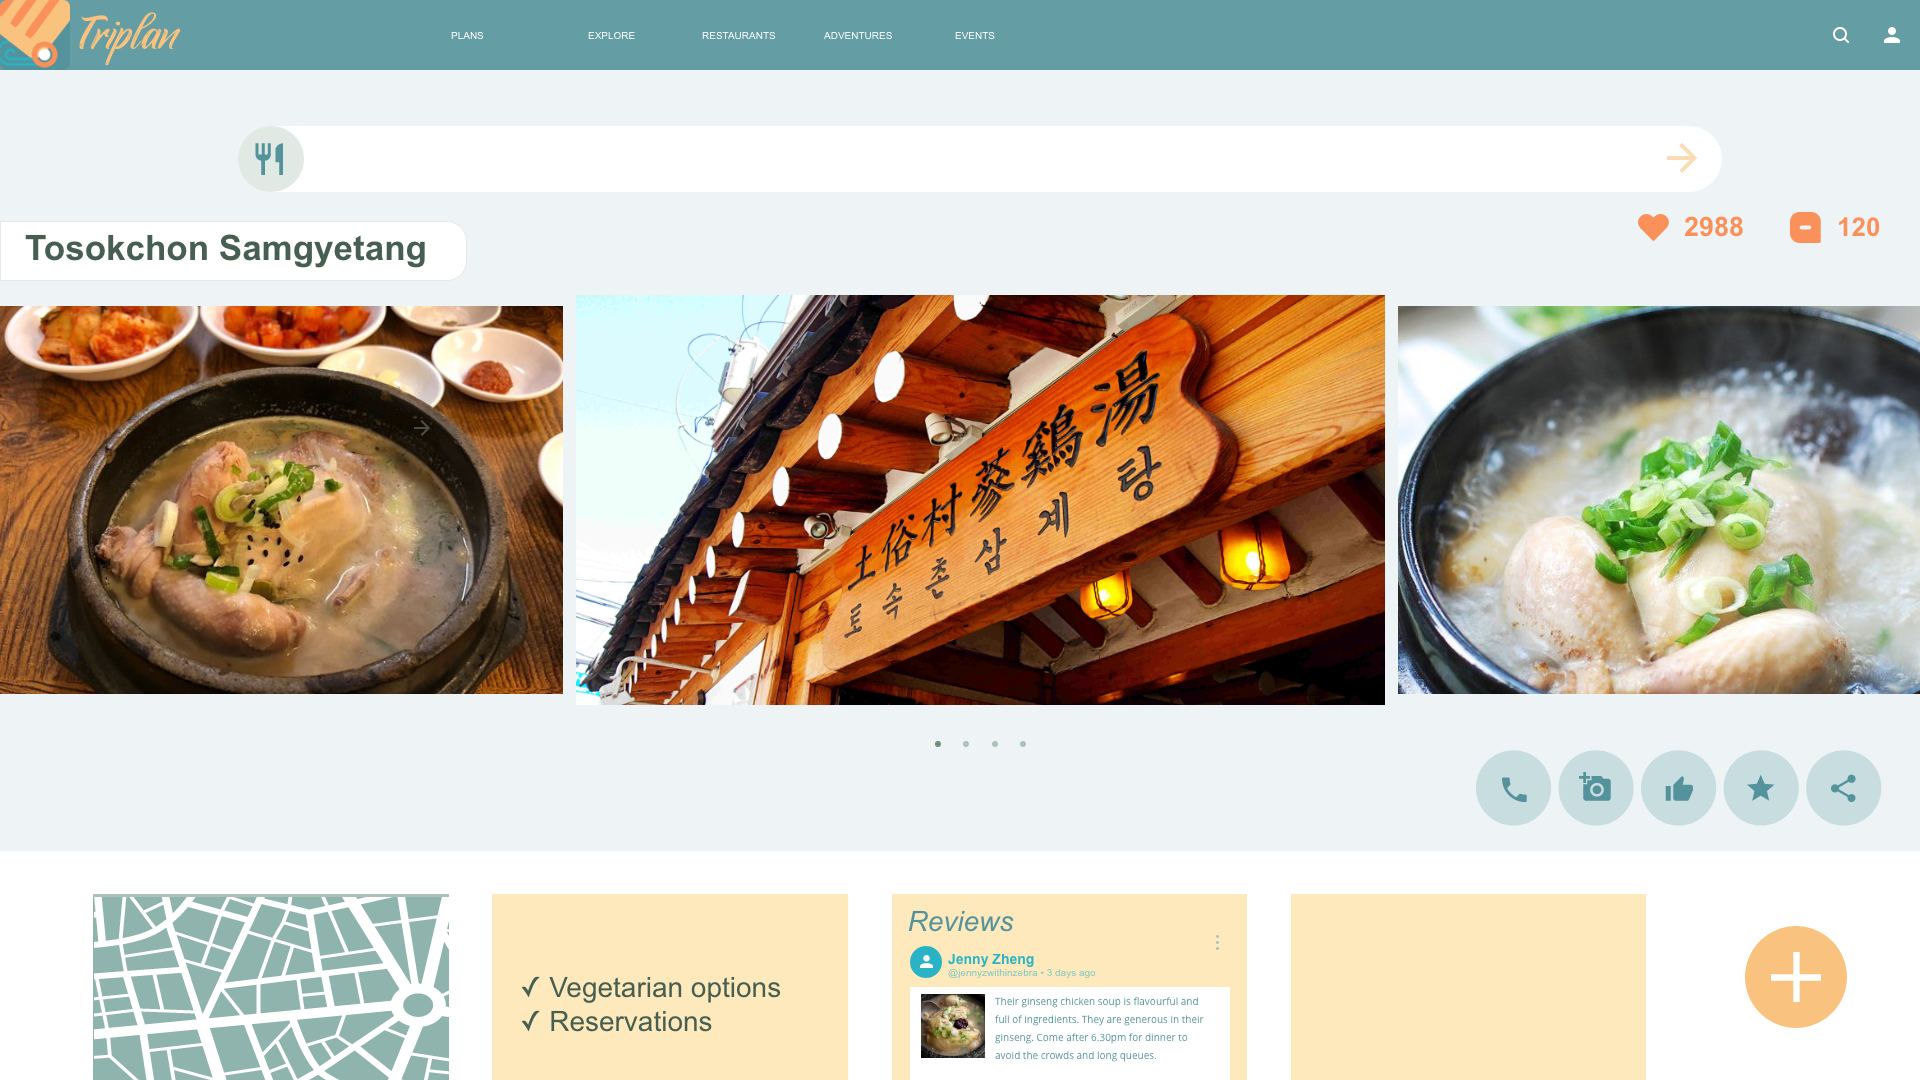 Triplan
PLANS
EXPLORE
RESTAURANTS
ADVENTURES
EVENTS
2988
120
Tosokchon Samgyetang
土俗村蔘鷄湯
토속촌삼계탕
Reviews
Jenny Zheng
@jennyzwithinzebra • 3 days ago
✓ Vegetarian options
✓ Reservations
Their ginseng chicken soup is flavourful and
full of ingredients. They are generous in their
ginseng. Come after 6.30pm for dinner to
avoid the crowds and long queues.